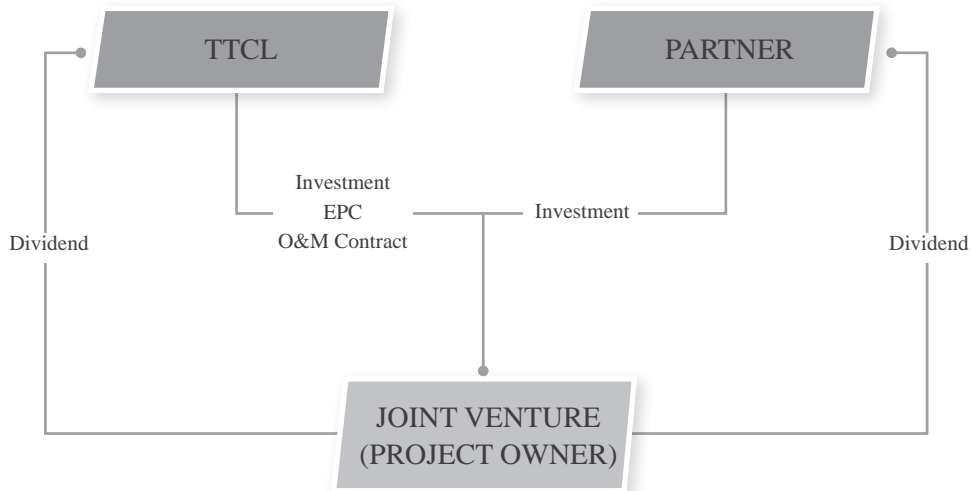 TTCL
PARTNER
Investment
EPC
O&M Contract
Investment
Dividend
Dividend
JOINT VENTURE
(PROJECT OWNER)